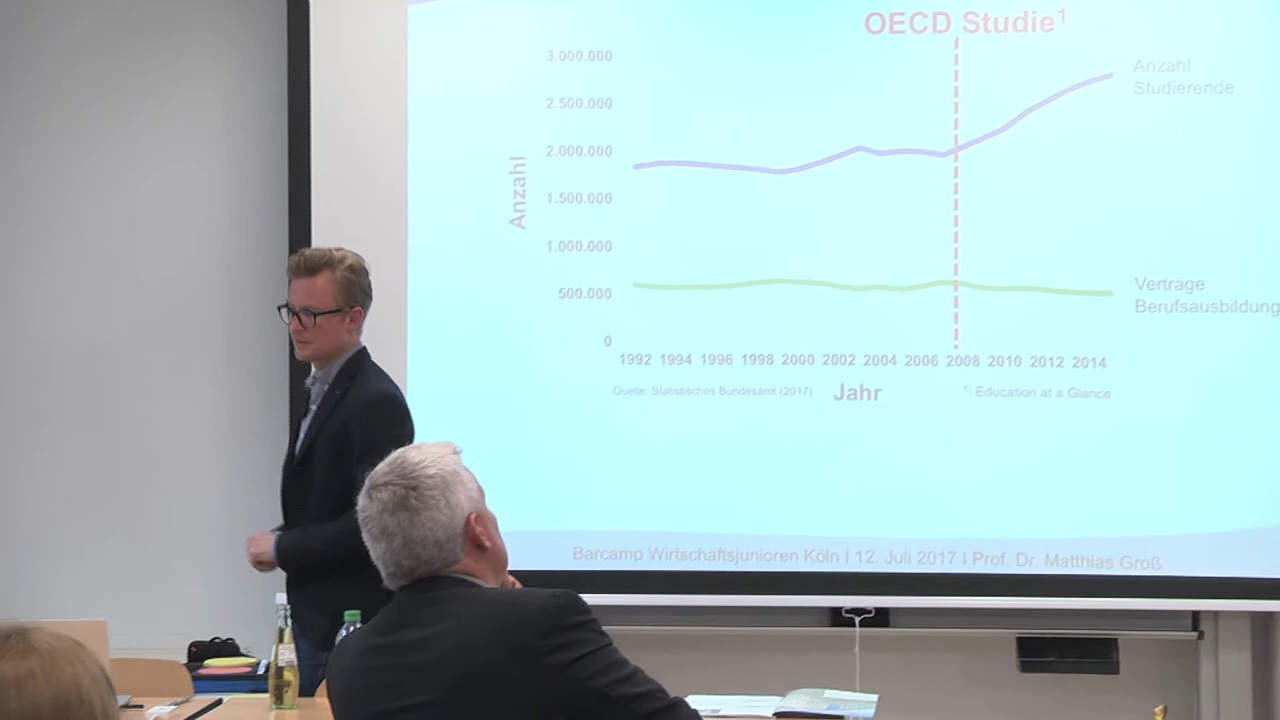 OECD Studie¹
3.000.000
2.500.000
2.000.000
1.500.000
1.000.000
500.000
0
Anzahl
Anzahl
Studierende
Verträge
Berufsausbildung
1992 1994 1996 1998 2000 2002 2004 2006 2008 2010 2012 2014
Quelle: Statistisches Bundesamt (2017)
Jahr
¹: Education at a Glance
Barcamp Wirtschaftsjunioren Köln I 12. Juli 2017 I Prof. Dr. Matthias Groß